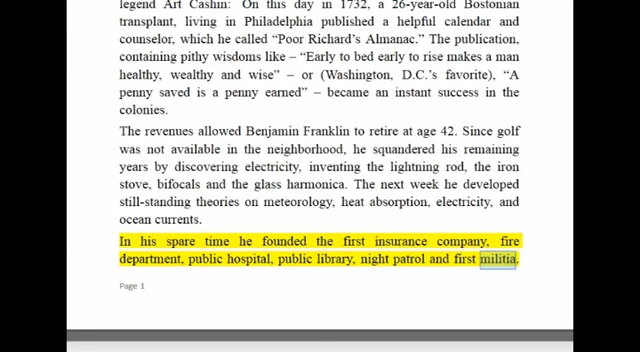 legend Art Cashin: On this day in 1732, a 26-year-old Bostonian
transplant, living in Philadelphia published a helpful calendar and
counselor, which he called “Poor Richard’s Almanac.” The publication,
containing pithy wisdoms like – “Early to bed early to rise makes a man
healthy, wealthy and wise” – or (Washington, D.C.’s favorite), “A
penny saved is a penny earned” – became an instant success in the
colonies.
The revenues allowed Benjamin Franklin to retire at age 42. Since golf
was not available in the neighborhood, he squandered his remaining
years by discovering electricity, inventing the lightning rod, the iron
stove, bifocals and the glass harmonica. The next week he developed
still-standing theories on meteorology, heat absorption, electricity, and
ocean currents.
In his spare time he founded the first insurance company, fire
department, public hospital, public library, night patrol and first militia.
Page 1